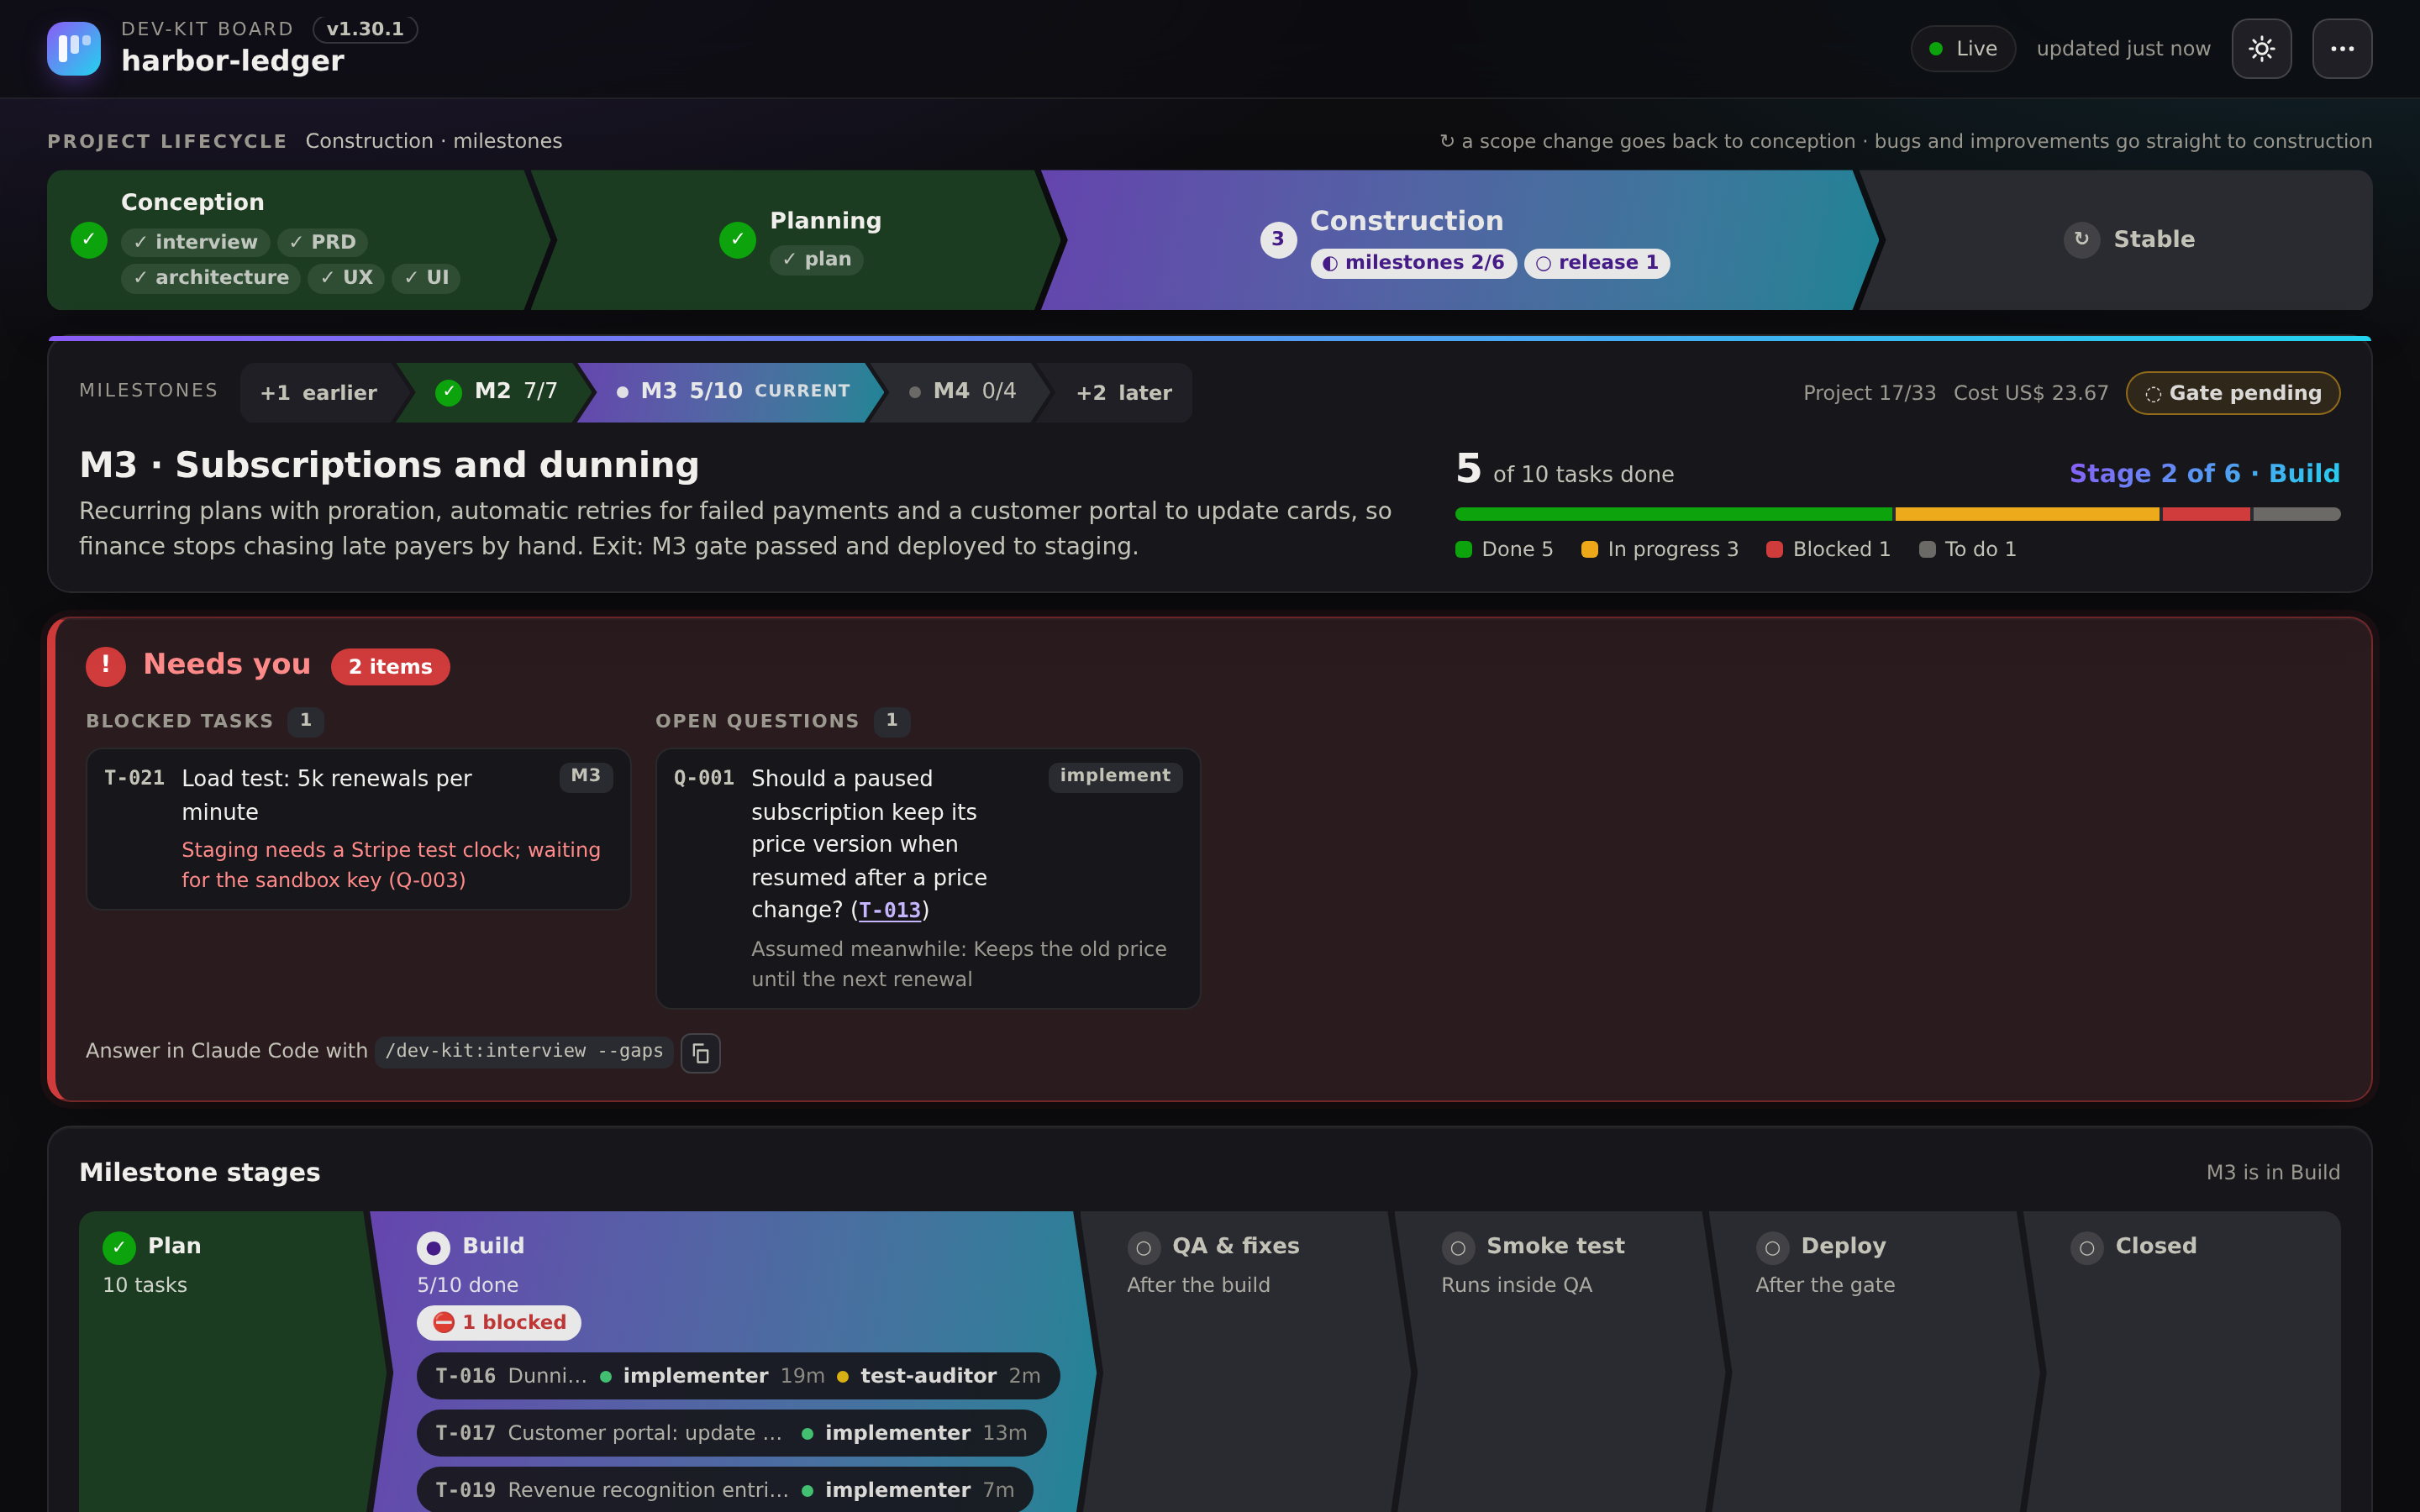 DEV-KIT BOARD v1.30.1
harbor-ledger
Live updated just now
PROJECT LIFECYCLE Construction · milestones
↻ a scope change goes back to conception · bugs and improvements go straight to construction
✓ Conception
✓ interview ✓ PRD
✓ architecture ✓ UX ✓ UI
✓ Planning
✓ plan
3 Construction
◐ milestones 2/6 ○ release 1
↻ Stable
MILESTONES +1 earlier ✓ M2 7/7 M3 5/10 CURRENT M4 0/4 +2 later
Project 17/33 Cost US$ 23.67 Gate pending
M3 · Subscriptions and dunning
Recurring plans with proration, automatic retries for failed payments and a customer portal to update cards, so
finance stops chasing late payers by hand. Exit: M3 gate passed and deployed to staging.
5 of 10 tasks done Stage 2 of 6 · Build
Done 5 In progress 3 Blocked 1 To do 1
! Needs you 2 items
BLOCKED TASKS 1
T-021 Load test: 5k renewals per M3
minute
Staging needs a Stripe test clock; waiting
for the sandbox key (Q-003)
OPEN QUESTIONS 1
Q-001 Should a paused implement
subscription keep its
price version when
resumed after a price
change? (T-013)
Assumed meanwhile: Keeps the old price
until the next renewal
Answer in Claude Code with /dev-kit:interview --gaps
Milestone stages M3 is in Build
✓ Plan
10 tasks
Build
5/10 done
⛔ 1 blocked
T-016 Dunni... implementer 19m test-auditor 2m
T-017 Customer portal: update ... implementer 13m
T-019 Revenue recognition entri... implementer 7m
QA & fixes
After the build
Smoke test
Runs inside QA
Deploy
After the gate
Closed